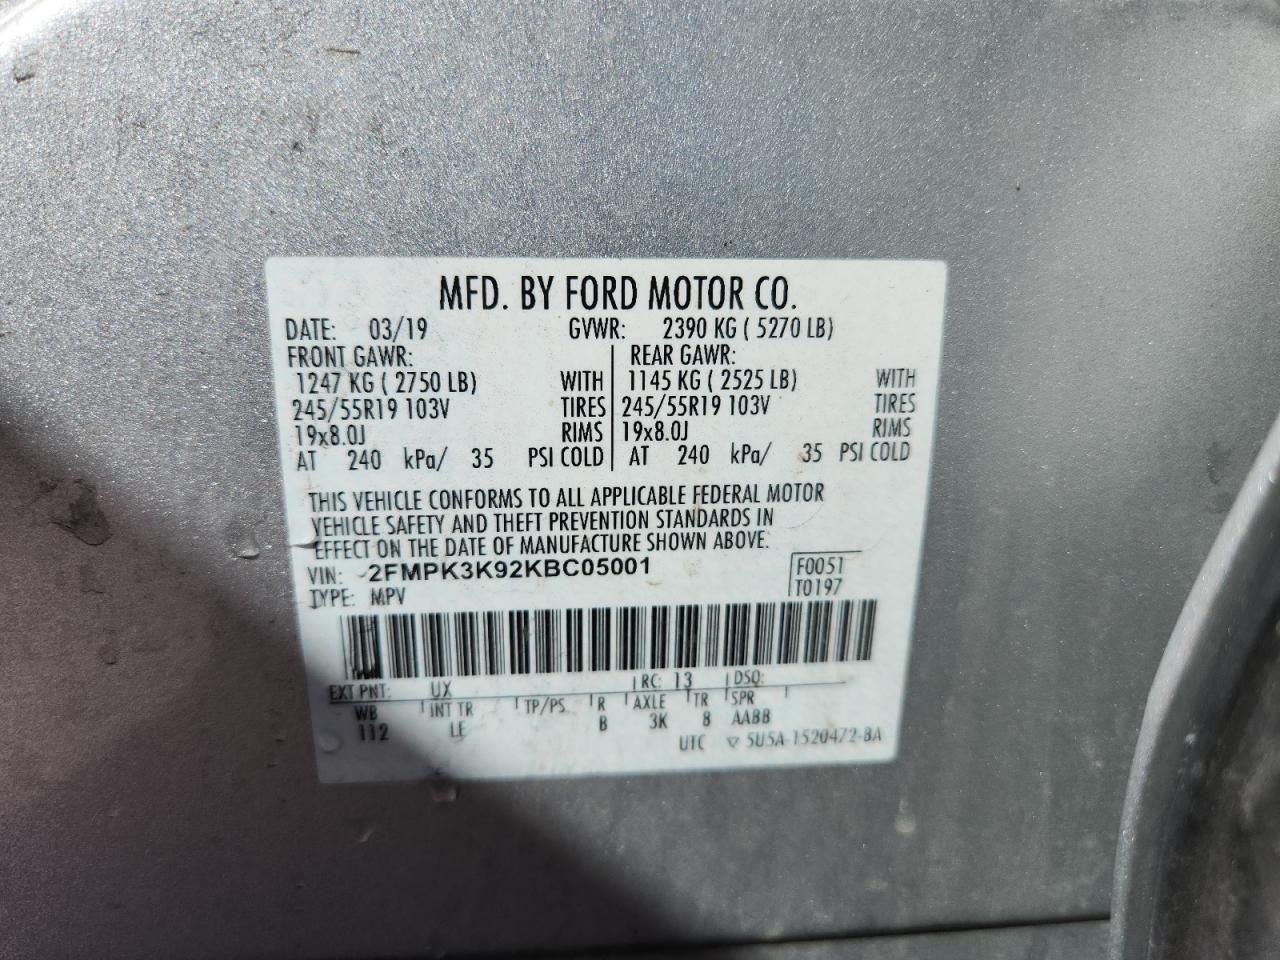 MFD. BY FORD MOTOR CO.
DATE: 03/19 GVWR: 2390 KG ( 5270 LB)
FRONT GAWR: REAR GAWR:
1247 KG ( 2750 LB) WITH 1145 KG ( 2525 LB) WITH
245/55R19 103V TIRES 245/55R19 103V TIRES
19x8.0J RIMS 19x8.0J RIMS
AT 240 kPa/ 35 PSI COLD AT 240 kPa/ 35 PSI COLD
THIS VEHICLE CONFORMS TO ALL APPLICABLE FEDERAL MOTOR
VEHICLE SAFETY AND THEFT PREVENTION STANDARDS IN
EFFECT ON THE DATE OF MANUFACTURE SHOWN ABOVE.
VIN: 2FMPK3K92KBC05001 F0051
TYPE: MPV T0197
EXT PNT: UX RC: 13 DSO:
WB INT TR TP/PS R AXLE TR SPR
112 LE B 3K 8 AABB
UTC ▽ 5U5A-1520472-BA